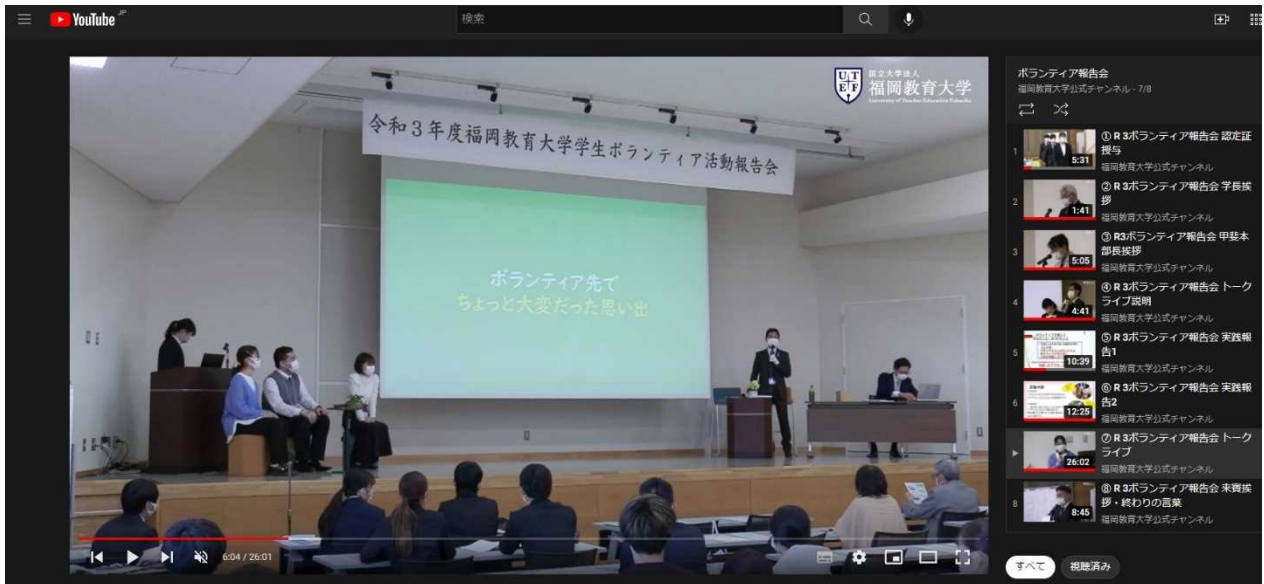 YouTube JP
検索
国立大学法人
福岡教育大学
University of Teacher Education Fukuoka
令和3年度福岡教育大学学生ボランティア活動報告会
ボランティア先で
ちょっと大変だった思い出
6:04 / 26:01
ボランティア報告会
福岡教育大学公式チャンネル - 7/8
1
5:31
① R 3ボランティア報告会 認定証
授与
福岡教育大学公式チャンネル
2
1:41
② R 3ボランティア報告会 学長挨
拶
福岡教育大学公式チャンネル
3
5:05
③ R3ボランティア報告会 甲斐本
部長挨拶
福岡教育大学公式チャンネル
4
4:41
④ R 3ボランティア報告会 トーク
ライブ説明
福岡教育大学公式チャンネル
5
10:39
⑤ R 3ボランティア報告会 実践報
告1
福岡教育大学公式チャンネル
6
12:25
⑥ R 3ボランティア報告会 実践報
告2
福岡教育大学公式チャンネル
26:02
⑦ R 3ボランティア報告会 トーク
ライブ
福岡教育大学公式チャンネル
8
8:45
⑧ R 3ボランティア報告会 来賓挨
拶・終わりの言葉
福岡教育大学公式チャンネル
すべて
視聴済み